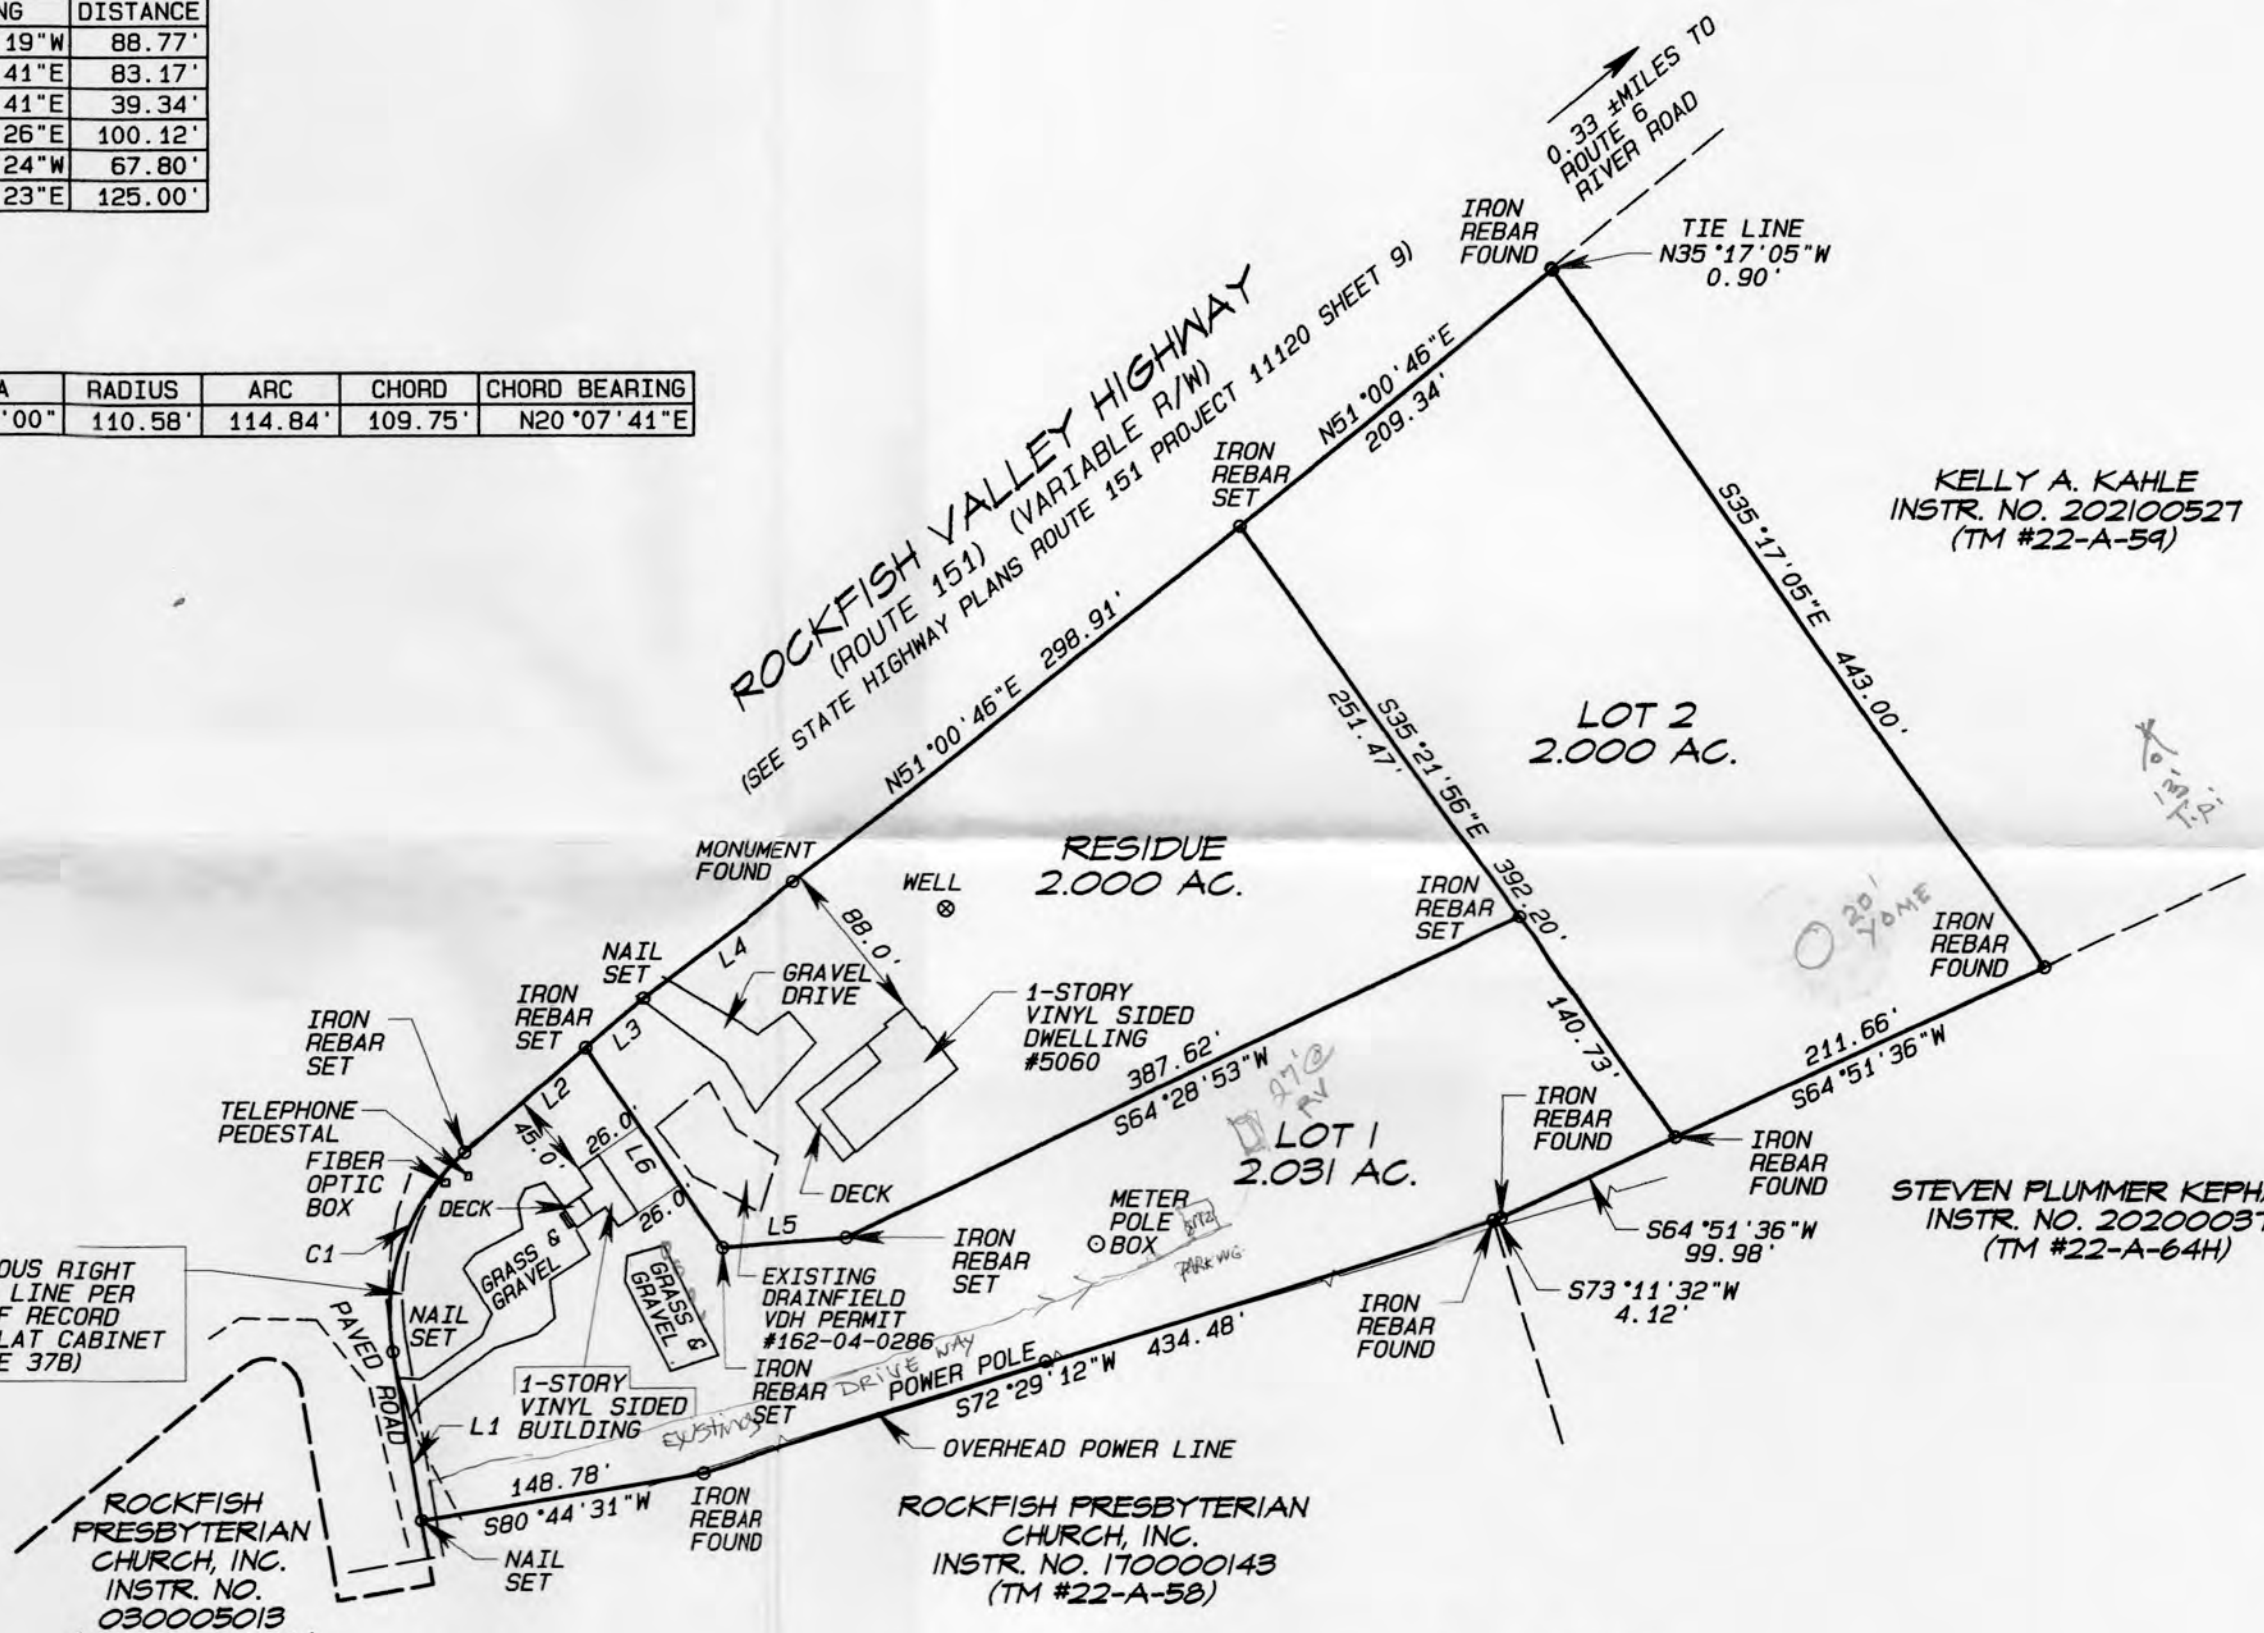 NG DISTANCE
19"W 88.77'
41"E 83.17'
41"E 39.34'
26"E 100.12'
24"W 67.80'
23"E 125.00'
A RADIUS ARC CHORD CHORD BEARING
'00" 110.58' 114.84' 109.75' N20°07'41"E
0.33 ±MILES TO
ROUTE 6
RIVER ROAD
IRON
REBAR
FOUND
TIE LINE
N35°17'05"W
0.90'
ROCKFISH VALLEY HIGHWAY
(ROUTE 151) (VARIABLE R/W)
(SEE STATE HIGHWAY PLANS ROUTE 151 PROJECT 11120 SHEET 9)
N51°00'46"E
209.34'
IRON
REBAR
SET
KELLY A. KAHLE
INSTR. NO. 202100527
(TM #22-A-59)
S35°17'05"E 443.00'
N51°00'46"E 298.91'
S35°21'56"E 392.20'
251.47'
LOT 2
2.000 AC.
MONUMENT
FOUND
RESIDUE
2.000 AC.
WELL
88.0'
IRON
REBAR
SET
20'
YOME
IRON
REBAR
FOUND
NAIL
SET
L4
GRAVEL
DRIVE
IRON
REBAR
SET
L3
1-STORY
VINYL SIDED
DWELLING
#5060
IRON
REBAR
SET
387.62'
S64°28'53"W
27'@
RV
140.73'
211.66'
S64°51'36"W
L2
TELEPHONE
PEDESTAL
45.0'
26.0'
L6
26.0'
LOT 1
2.031 AC.
IRON
REBAR
FOUND
IRON
REBAR
FOUND
FIBER
OPTIC
BOX
DECK
DECK
METER
POLE
BOX
PARKING
STEVEN PLUMMER KEPHA
INSTR. NO. 20200037
(TM #22-A-64H)
L5
IRON
REBAR
SET
S64°51'36"W
99.98'
C1
GRASS &
GRAVEL
GRASS &
GRAVEL
EXISTING
DRAINFIELD
VDH PERMIT
#162-04-0286
S73°11'32"W
4.12'
OUS RIGHT
LINE PER
F RECORD
LAT CABINET
E 37B)
NAIL
SET
PAVED ROAD
IRON
REBAR
FOUND
434.48'
S72°29'12"W
POWER POLE
IRON
REBAR
SET
EXISTING DRIVE WAY
1-STORY
VINYL SIDED
BUILDING
L1
OVERHEAD POWER LINE
148.78'
S80°44'31"W
IRON
REBAR
FOUND
NAIL
SET
ROCKFISH
PRESBYTERIAN
CHURCH, INC.
INSTR. NO.
030005013
ROCKFISH PRESBYTERIAN
CHURCH, INC.
INSTR. NO. 170000143
(TM #22-A-58)